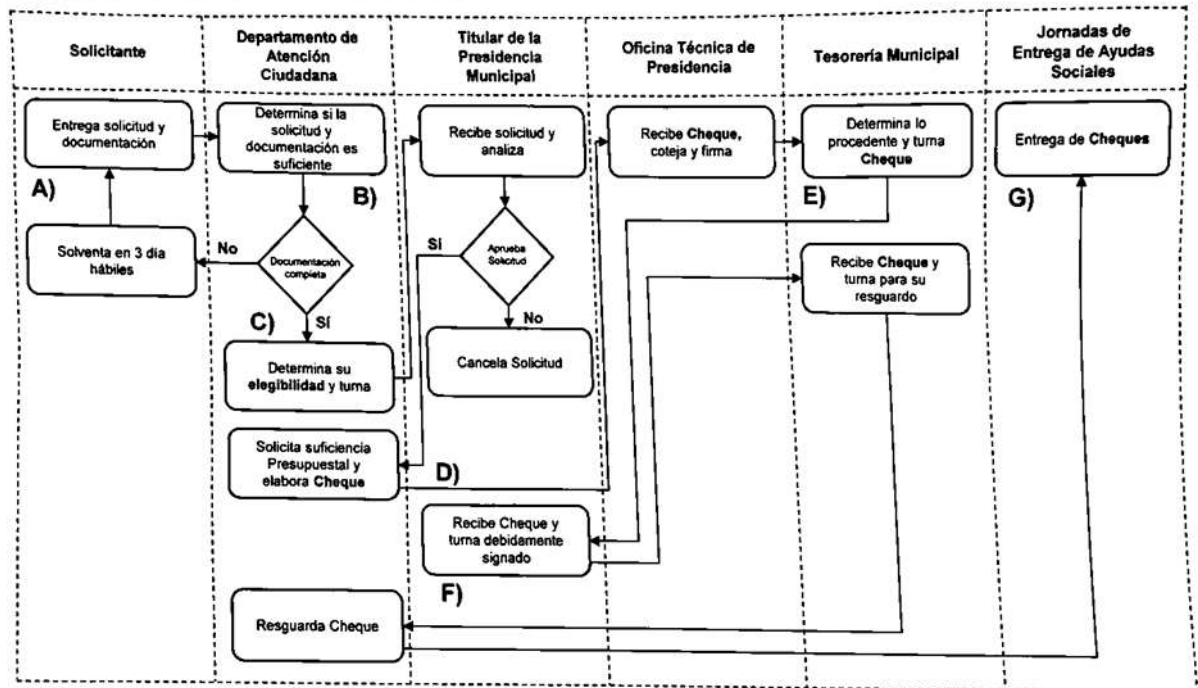 Solicitante
Departamento de
Atención
Ciudadana
Titular de la
Presidencia
Municipal
Oficina Técnica de
Presidencia
Tesorería Municipal
Jornadas de
Entrega de Ayudas
Sociales
Entrega solicitud y
documentación
Determina si la
solicitud y
documentación es
suficiente
Recibe solicitud y
analiza
Recibe Cheque,
coteja y firma
Determina lo
procedente y turna
Cheque
Entrega de Cheques
A)
B)
E)
G)
Solventa en 3 día
hábiles
No
Documentación
completa
Sí
Aprueba
Solicitud
Recibe Cheque y
turna para su
resguardo
C)
Sí
No
Determina su
elegibilidad y turna
Cancela Solicitud
Solicita suficiencia
Presupuestal y
elabora Cheque
D)
Recibe Cheque y
turna debidamente
signado
F)
Resguarda Cheque